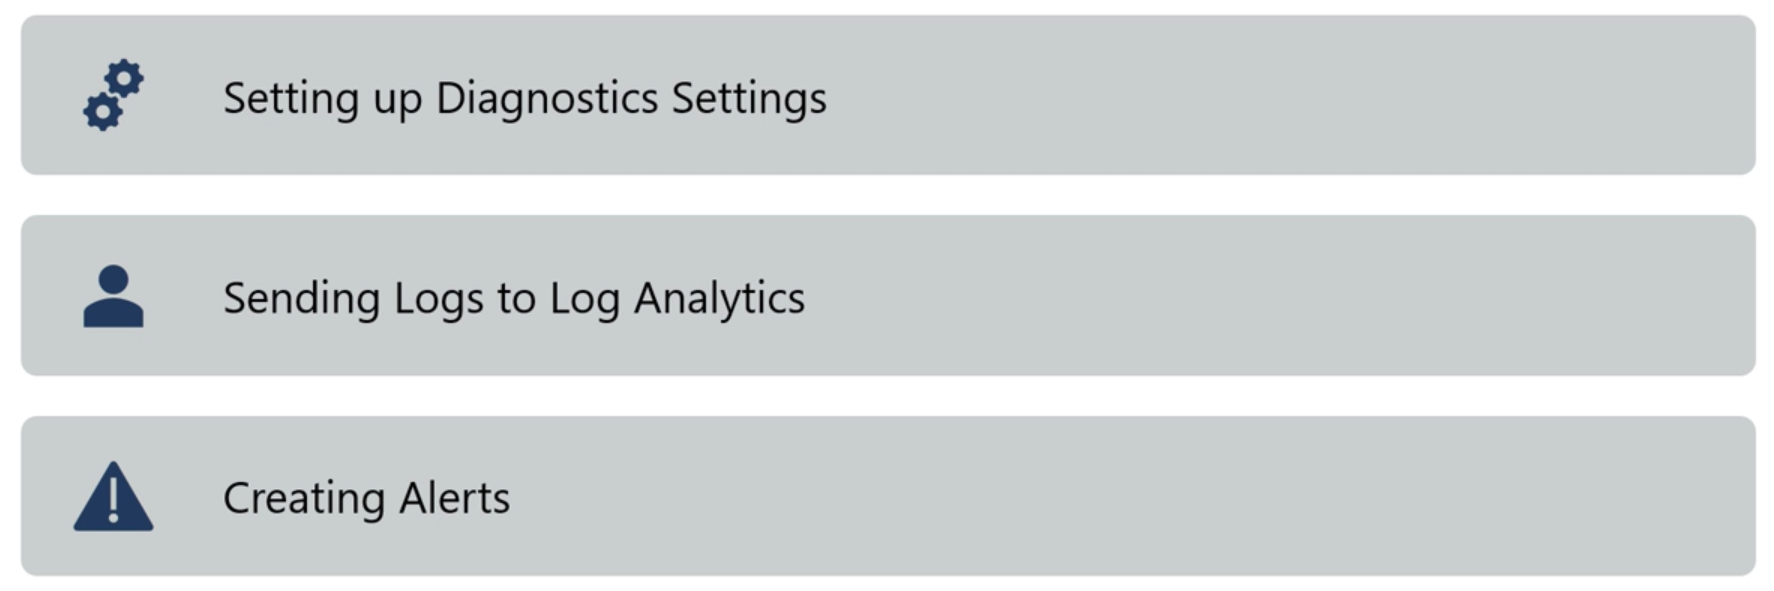 Setting up Diagnostics Settings
Sending Logs to Log Analytics
Creating Alerts